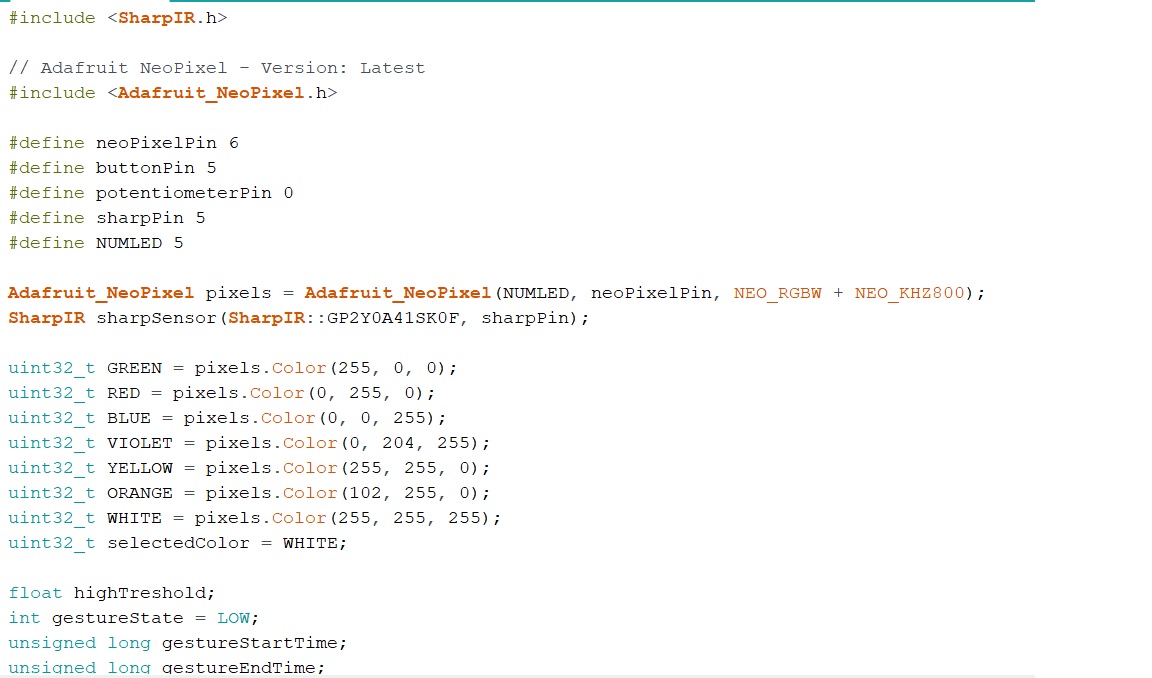 #include <SharpIR.h>
// Adafruit NeoPixel - Version: Latest
#include <Adafruit_NeoPixel.h>
#define neoPixelPin 6
#define buttonPin 5
#define potentiometerPin 0
#define sharpPin 5
#define NUMLED 5
Adafruit_NeoPixel pixels = Adafruit_NeoPixel(NUMLED, neoPixelPin, NEO_RGBW + NEO_KHZ800);
SharpIR sharpSensor(SharpIR::GP2Y0A41SK0F, sharpPin);
uint32_t GREEN = pixels.Color(255, 0, 0);
uint32_t RED = pixels.Color(0, 255, 0);
uint32_t BLUE = pixels.Color(0, 0, 255);
uint32_t VIOLET = pixels.Color(0, 204, 255);
uint32_t YELLOW = pixels.Color(255, 255, 0);
uint32_t ORANGE = pixels.Color(102, 255, 0);
uint32_t WHITE = pixels.Color(255, 255, 255);
uint32_t selectedColor = WHITE;
float highTreshold;
int gestureState = LOW;
unsigned long gestureStartTime;
unsigned long gestureEndTime;